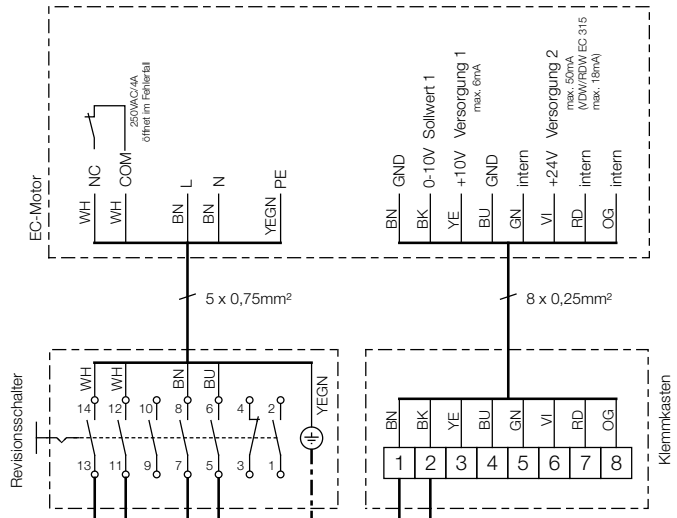 EC-Motor
250VAC/4A
öffnet im Fehlerfall
NC
COM
L
N
PE
WH
WH
BN
BN
YEGN
GND
0-10V Sollwert 1
+10V Versorgung 1
max. 6mA
GND
intern
+24V Versorgung 2
max. 50mA
(VDW/RDW EC 315
max. 18mA)
intern
intern
BN
BK
YE
BU
GN
VI
RD
OG
5 x 0,75mm²
8 x 0,25mm²
Revisionsschalter
WH
WH
BN
BU
YEGN
14 12 10 8 6 4 2
13 11 9 7 5 3 1
Klemmkasten
BN
BK
YE
BU
GN
VI
RD
OG
1 2 3 4 5 6 7 8